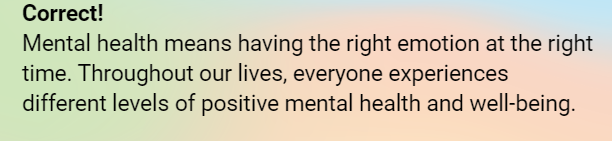 Correct!
Mental health means having the right emotion at the right
time. Throughout our lives, everyone experiences
different levels of positive mental health and well-being.